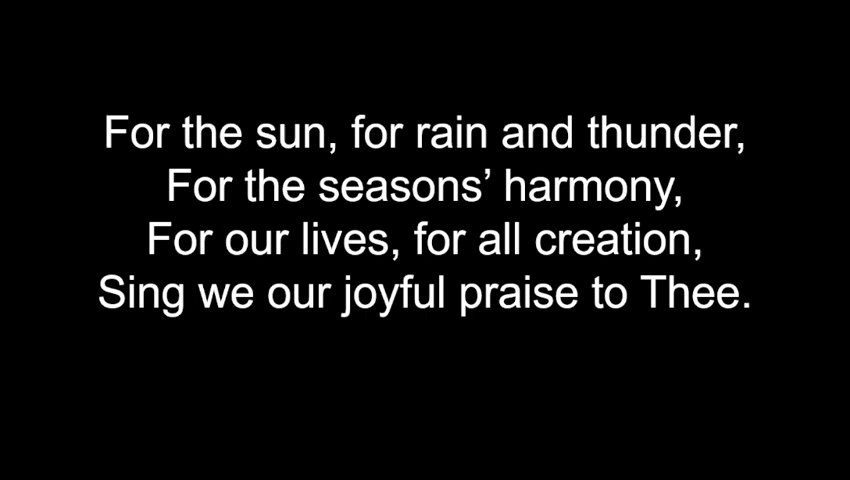 For the sun, for rain and thunder,
For the seasons’ harmony,
For our lives, for all creation,
Sing we our joyful praise to Thee.